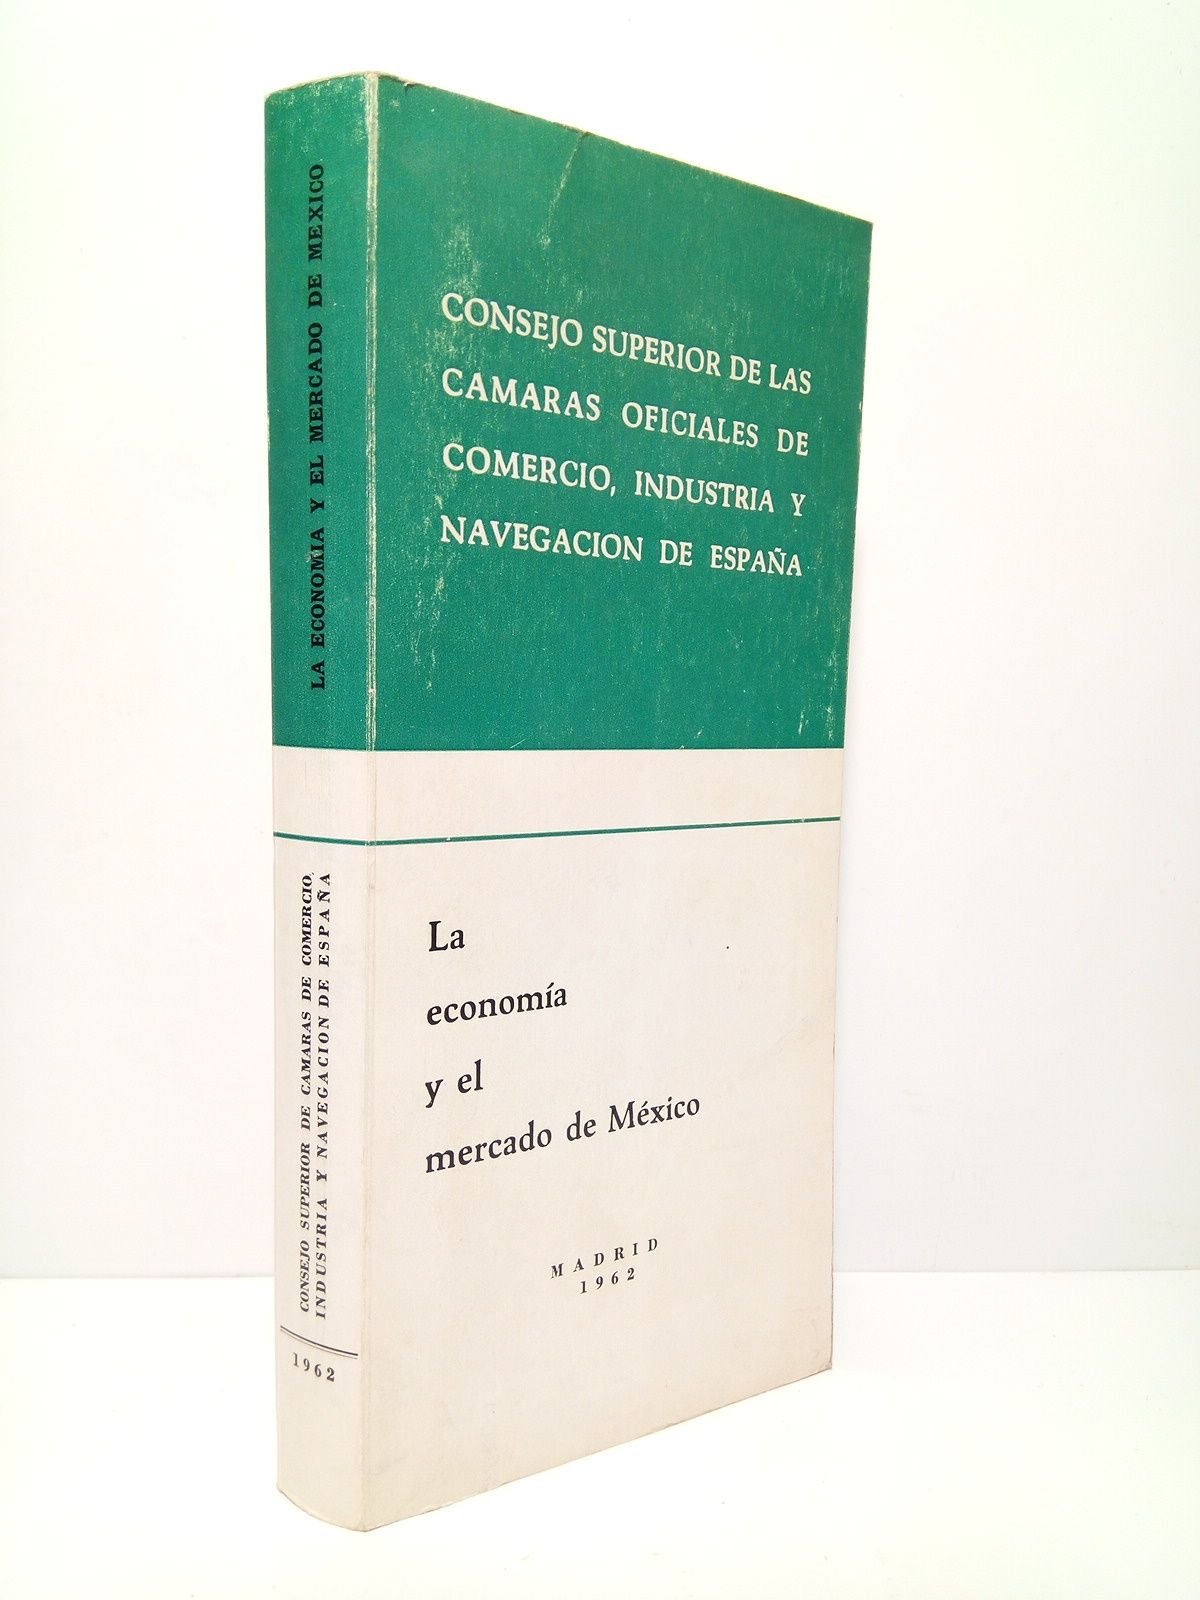 LA ECONOMIA Y EL MERCADO DE MEXICO
CONSEJO SUPERIOR DE CAMARAS DE COMERCIO,
INDUSTRIA Y NAVEGACION DE ESPAÑA
1962
CONSEJO SUPERIOR DE LAS
CAMARAS OFICIALES DE
COMERCIO, INDUSTRIA Y
NAVEGACION DE ESPAÑA
La
economía
y el
mercado de México
MADRID
1962